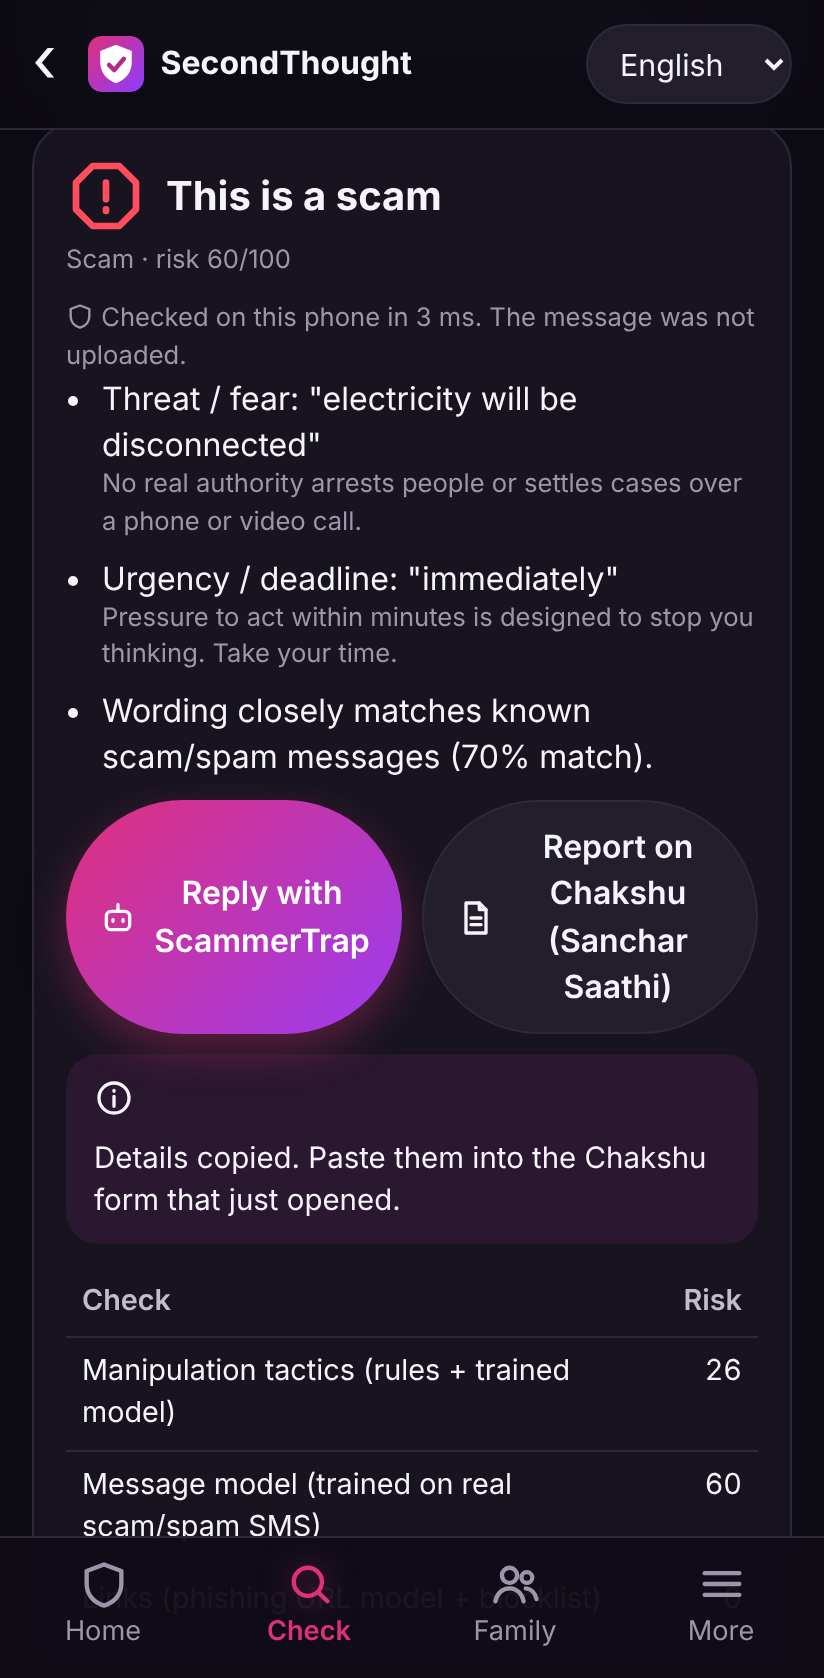 SecondThought
English
This is a scam
Scam · risk 60/100
Checked on this phone in 3 ms. The message was not
uploaded.
• Threat / fear: "electricity will be
disconnected"
No real authority arrests people or settles cases over
a phone or video call.
• Urgency / deadline: "immediately"
Pressure to act within minutes is designed to stop you
thinking. Take your time.
• Wording closely matches known
scam/spam messages (70% match).
Reply with
ScammerTrap
Report on
Chakshu
(Sanchar
Saathi)
Details copied. Paste them into the Chakshu
form that just opened.
Check Risk
Manipulation tactics (rules + trained 26
model)
Message model (trained on real 60
scam/spam SMS)
Links (phishing URL model + blocklist)
Home
Check
Family
More